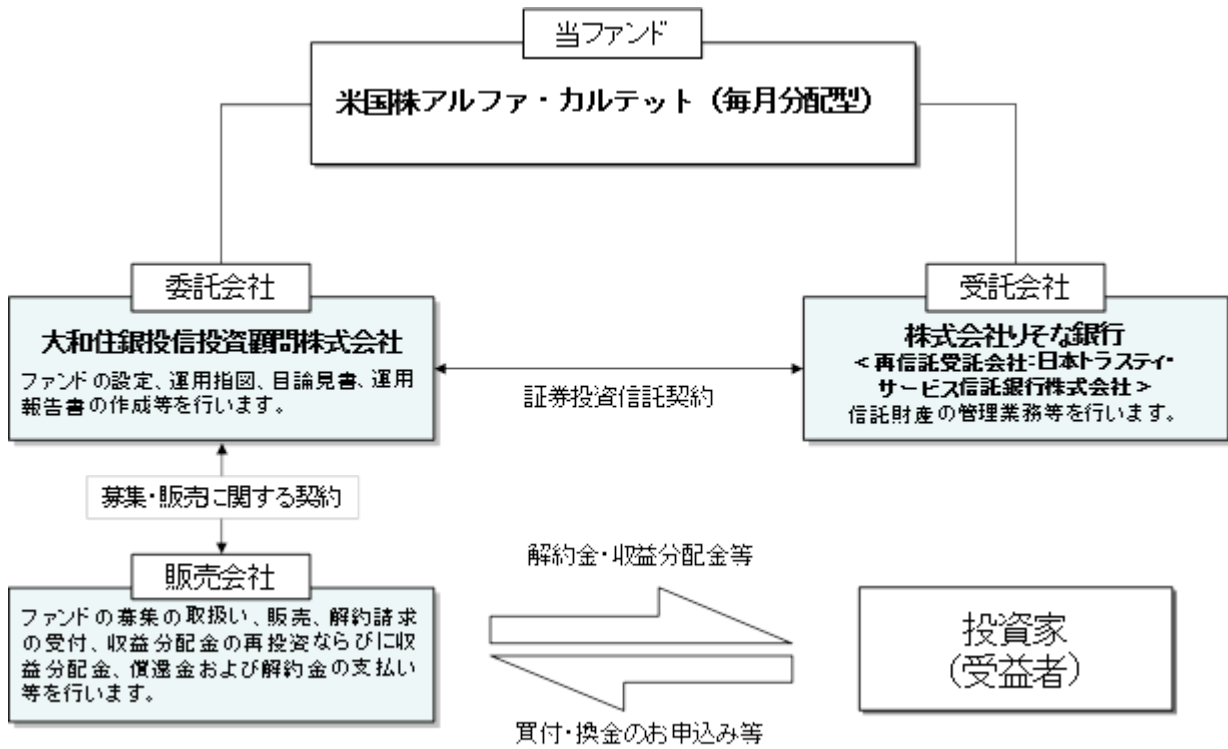 当ファンド
米国株アルファ・カルテット（毎月分配型）
委託会社
大和住銀投信投資顧問株式会社
ファンドの設定、運用指図、目論見書、運用
報告書の作成等を行います。
証券投資信託契約
受託会社
株式会社りそな銀行
＜再信託受託会社:日本トラスティ・
サービス信託銀行株式会社＞
信託財産の管理業務等を行います。
募集・販売に関する契約
販売会社
ファンドの募集の取扱い、販売、解約請求
の受付、収益分配金の再投資ならびに収
益分配金、償還金および解約金の支払い
等を行います。
解約金・収益分配金等
買付・換金のお申込み等
投資家
（受益者）